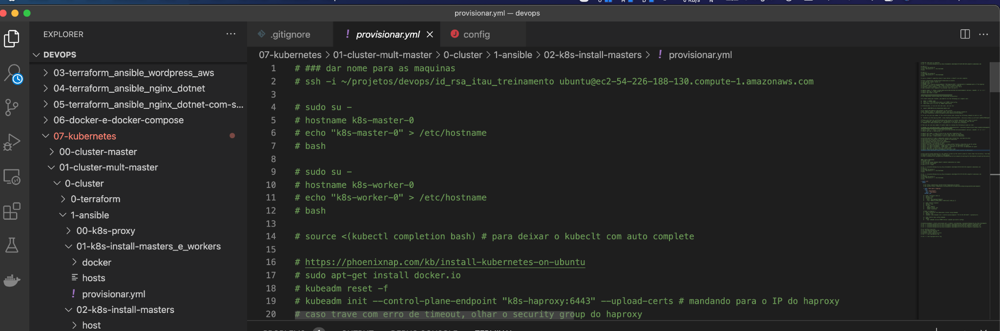 provisionar.yml — devops
EXPLORER
.gitignore
provisionar.yml
config
DEVOPS
07-kubernetes > 01-cluster-mult-master > 0-cluster > 1-ansible > 02-k8s-install-masters > ! provisionar.yml
03-terraform_ansible_wordpress_aws
04-terraform_ansible_nginx_dotnet
05-terraform_ansible_nginx_dotnet-com-s...
06-docker-e-docker-compose
07-kubernetes
00-cluster-master
01-cluster-mult-master
0-cluster
0-terraform
1-ansible
00-k8s-proxy
01-k8s-install-masters_e_workers
docker
hosts
! provisionar.yml
02-k8s-install-masters
host
1 # ### dar nome para as maquinas
2 # ssh -i ~/projetos/devops/id_rsa_itau_treinamento ubuntu@ec2-54-226-188-130.compute-1.amazonaws.com
3
4 # sudo su -
5 # hostname k8s-master-0
6 # echo "k8s-master-0" > /etc/hostname
7 # bash
8
9 # sudo su -
10 # hostname k8s-worker-0
11 # echo "k8s-worker-0" > /etc/hostname
12 # bash
13
14 # source <(kubectl completion bash) # para deixar o kubeclt com auto complete
15
16 # https://phoenixnap.com/kb/install-kubernetes-on-ubuntu
17 # sudo apt-get install docker.io
18 # kubeadm reset -f
19 # kubeadm init --control-plane-endpoint "k8s-haproxy:6443" --upload-certs # mandando para o IP do haproxy
20 # caso trave com erro de timeout, olhar o security group do haproxy